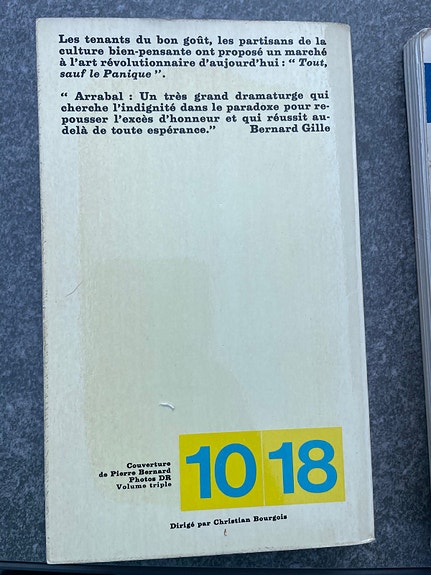 Les tenants du bon goût, les partisans de la
culture bien-pensante ont proposé un marché
à l'art révolutionnaire d'aujourd'hui : “ Tout,
sauf le Panique ”.
“ Arrabal : Un très grand dramaturge qui
cherche l'indignité dans le paradoxe pour re-
pousser l'excès d'honneur et qui réussit au-
delà de toute espérance.” Bernard Gille
Couverture
de Pierre Bernard
Photos DR
Volume triple
10 18
Dirigé par Christian Bourgois